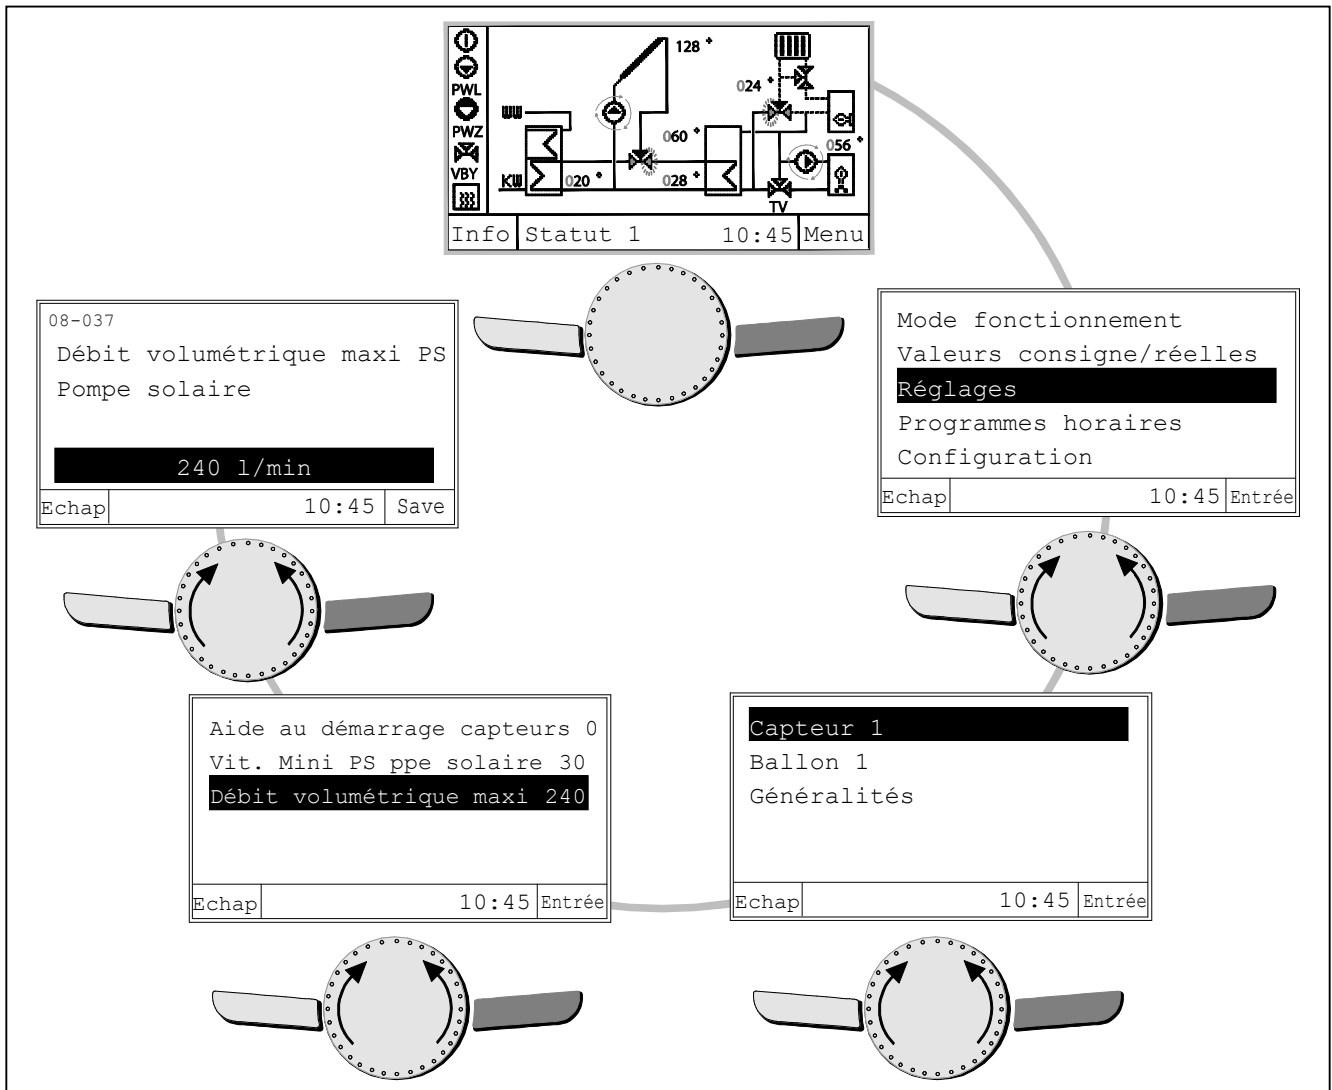 128 °
PWL
024 °
WW
PWZ
060 °
056 °
VBY
KW
020 °
028 °
TV
Info Statut 1 10:45 Menu
08-037
Débit volumétrique maxi PS
Pompe solaire
240 l/min
Echap 10:45 Save
Mode fonctionnement
Valeurs consigne/réelles
Réglages
Programmes horaires
Configuration
Echap 10:45 Entrée
Aide au démarrage capteurs 0
Vit. Mini PS ppe solaire 30
Débit volumétrique maxi 240
Echap 10:45 Entrée
Capteur 1
Ballon 1
Généralités
Echap 10:45 Entrée